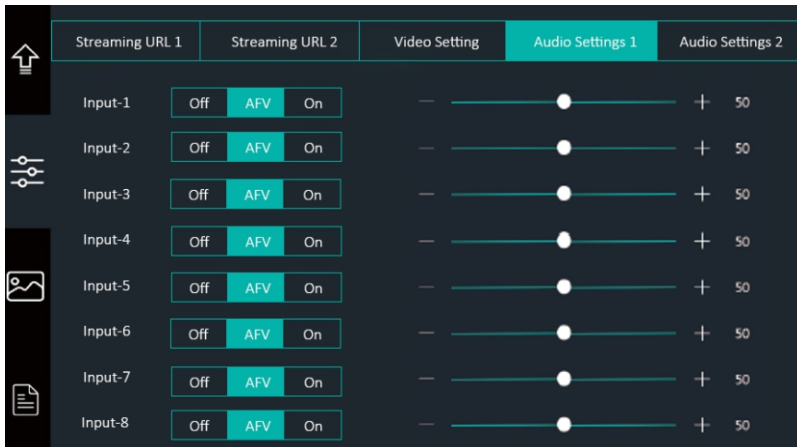 Streaming URL 1 Streaming URL 2 Video Setting Audio Settings 1 Audio Settings 2
Input-1 Off AFV On 50
Input-2 Off AFV On 50
Input-3 Off AFV On 50
Input-4 Off AFV On 50
Input-5 Off AFV On 50
Input-6 Off AFV On 50
Input-7 Off AFV On 50
Input-8 Off AFV On 50